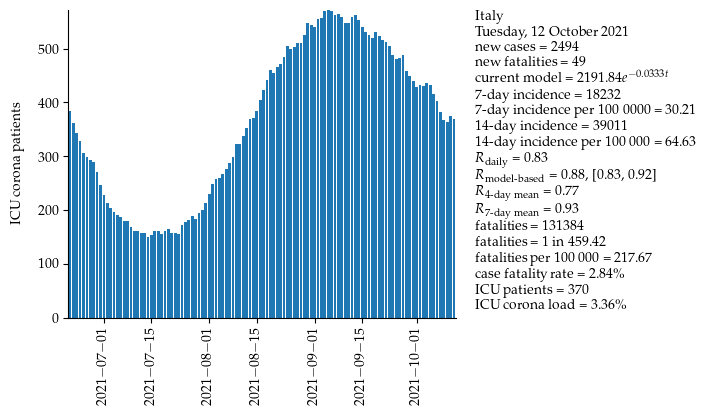 ICU corona patients
500
400
300
200
100
0
2021−07−01
2021−07−15
2021−08−01
2021−08−15
2021−09−01
2021−09−15
2021−10−01
Italy
Tuesday, 12 October 2021
new cases = 2494
new fatalities = 49
current model = 2191.84e^−0.0333t
7-day incidence = 18232
7-day incidence per 100 0000 = 30.21
14-day incidence = 39011
14-day incidence per 100 000 = 64.63
R_daily = 0.83
R_model-based = 0.88, [0.83, 0.92]
R_4-day mean = 0.77
R_7-day mean = 0.93
fatalities = 131384
fatalities = 1 in 459.42
fatalities per 100 000 = 217.67
case fatality rate = 2.84%
ICU patients = 370
ICU corona load = 3.36%